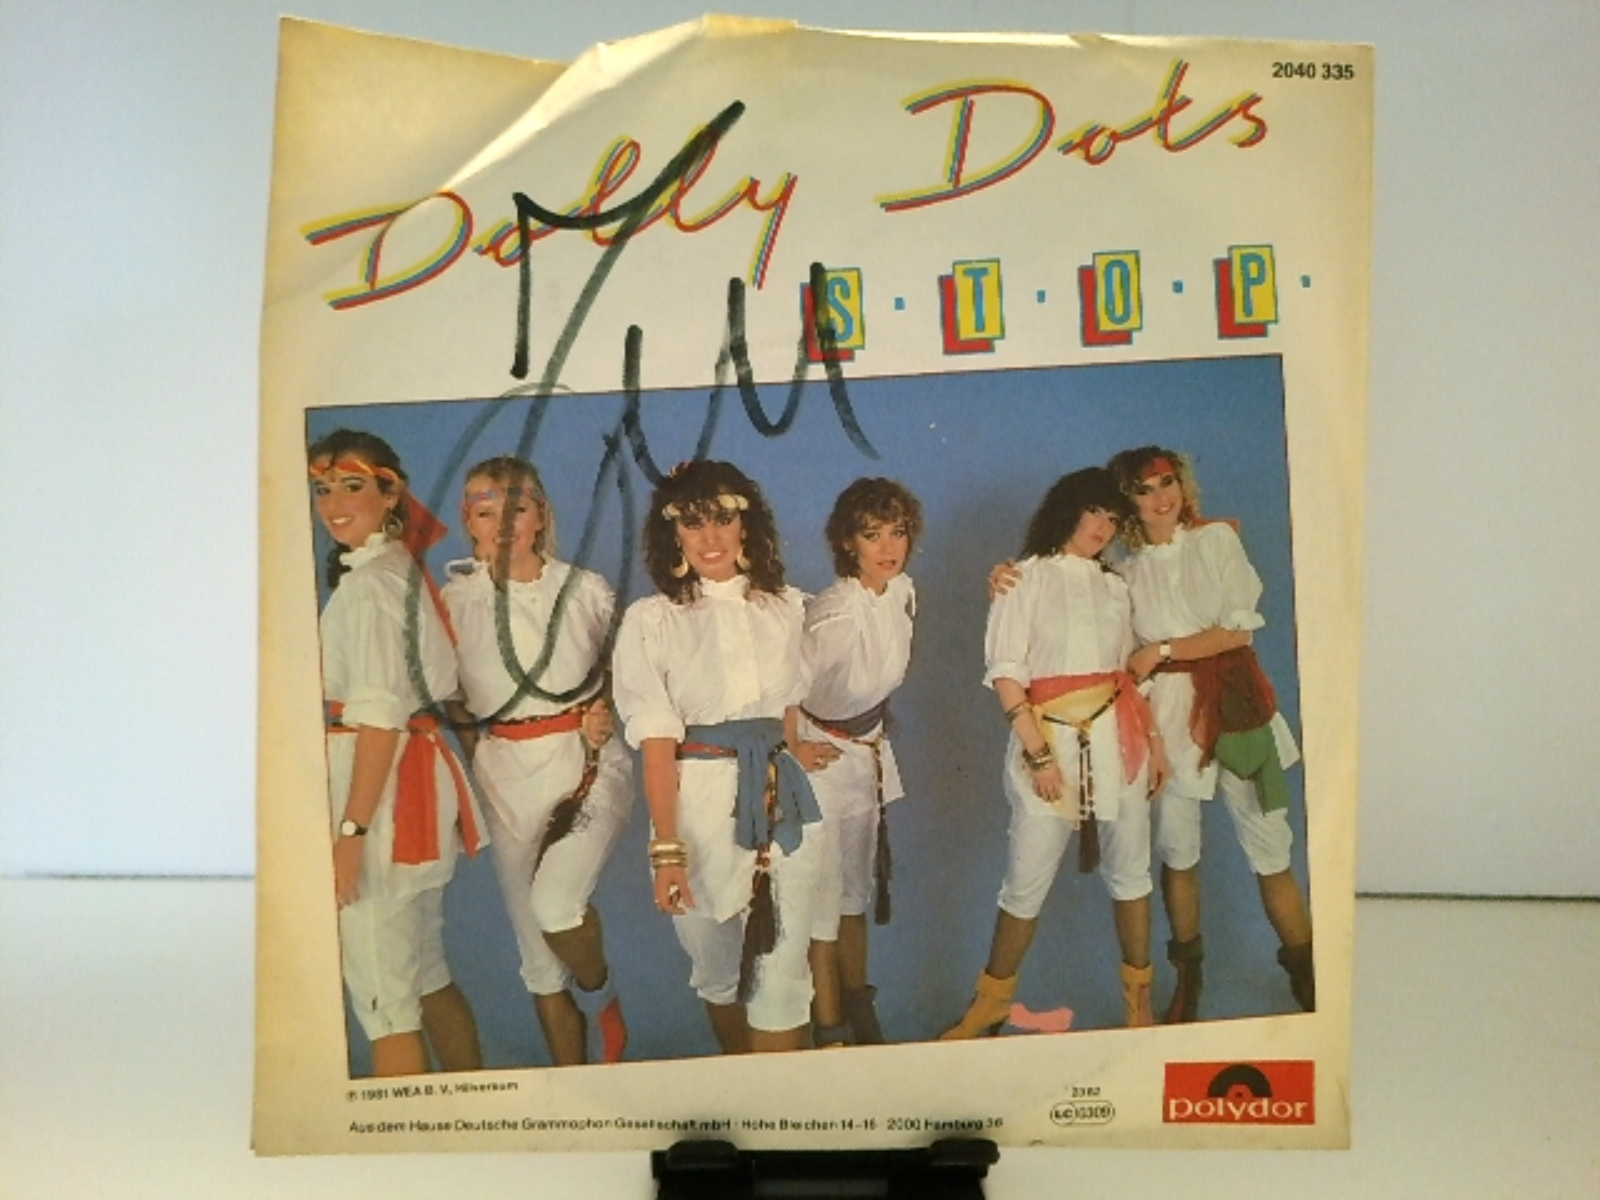 2040 335
Dolly Dots
S·T·O·P·
℗ 1981 WEA B.V., Hilversum
2382
LC 0309
polydor
Aus dem Hause Deutsche Grammophon Gesellschaft mbH · Hohe Bleichen 14-16 · 2000 Hamburg 36